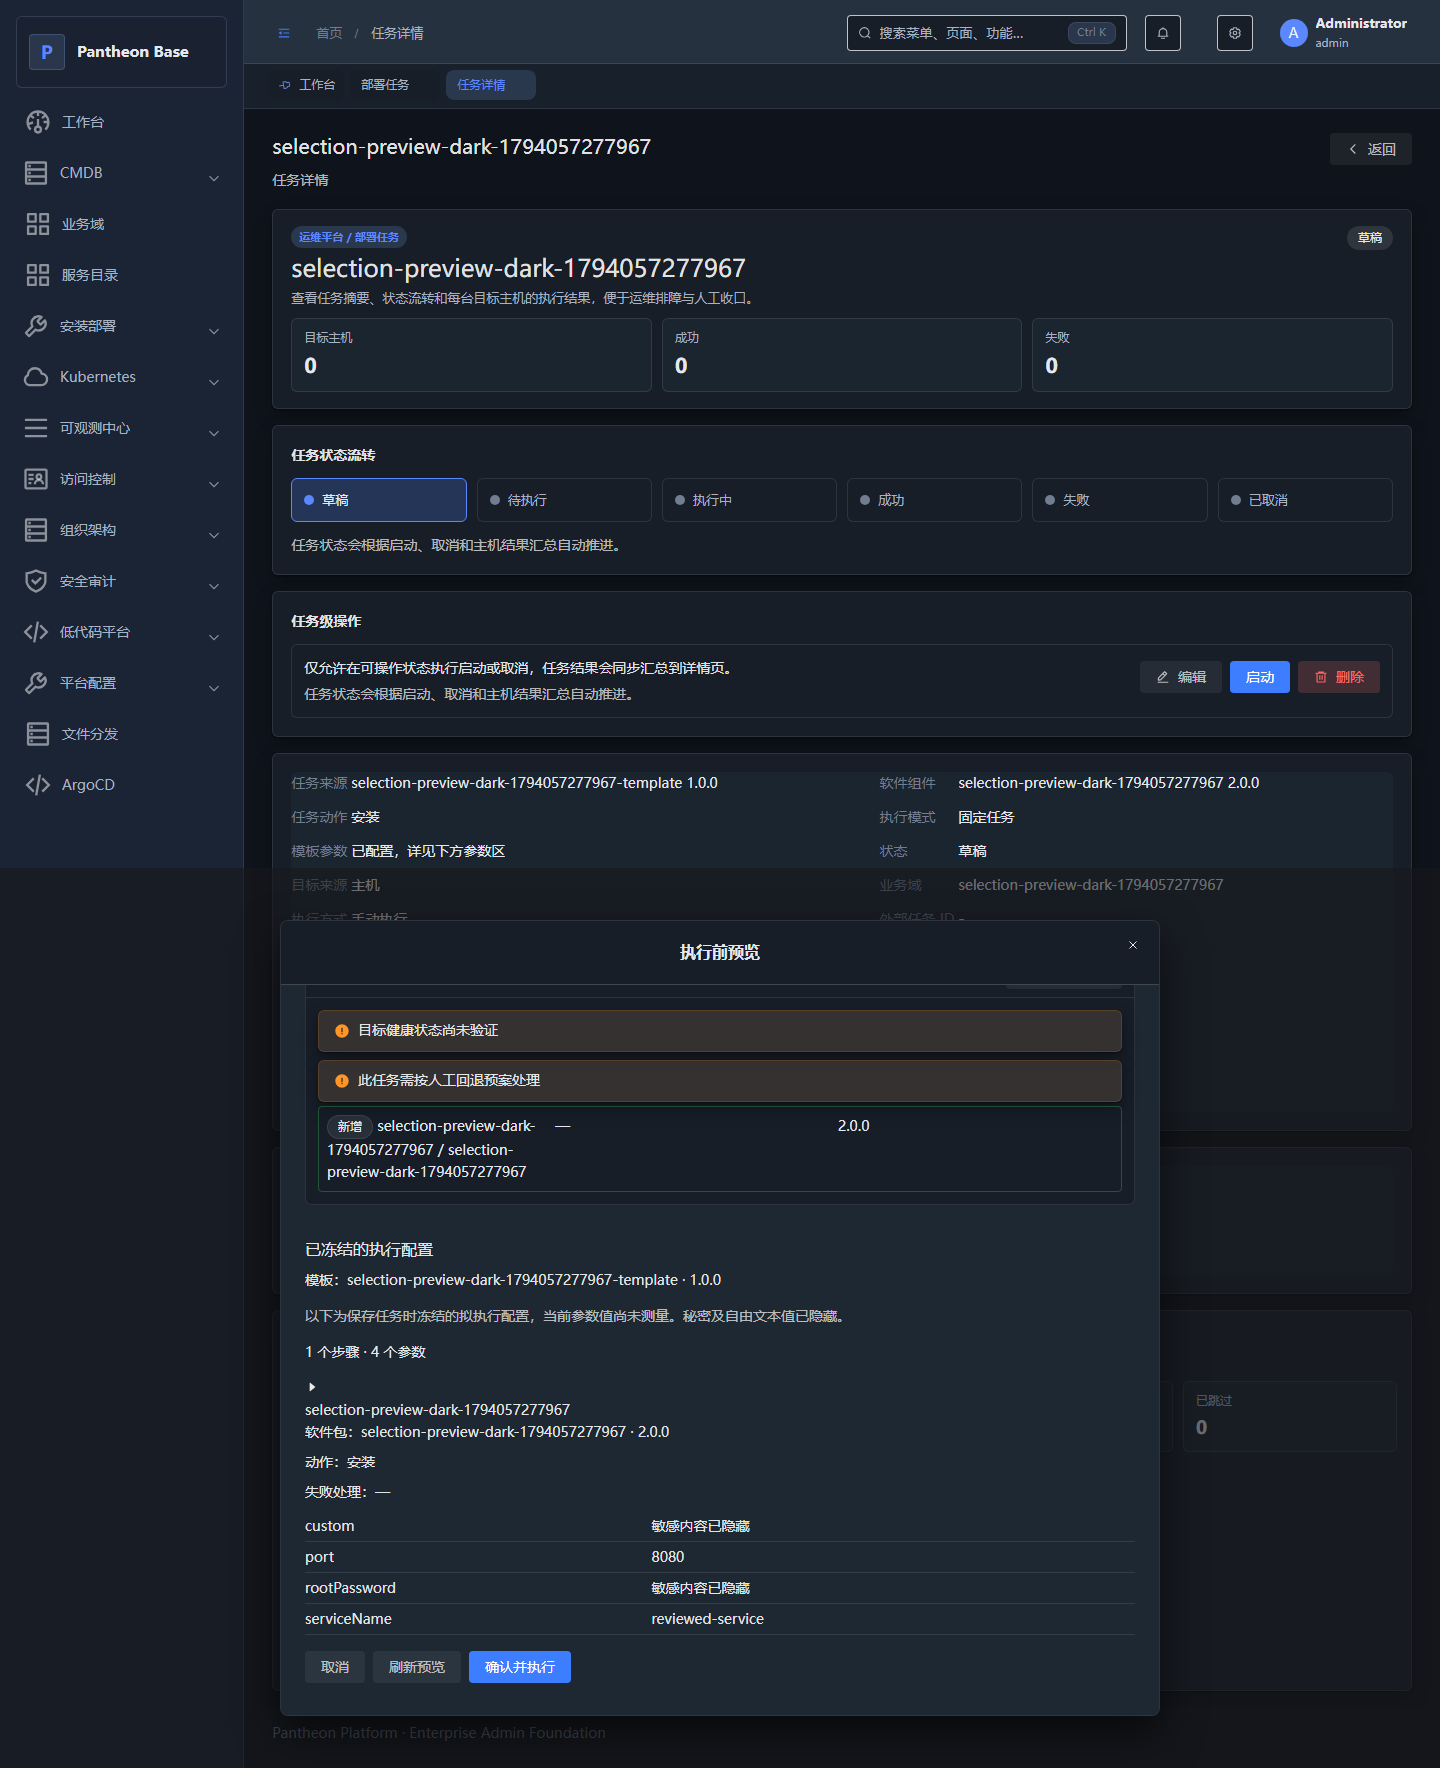 P Pantheon Base
工作台
CMDB
业务域
服务目录
安装部署
Kubernetes
可观测中心
访问控制
组织架构
安全审计
低代码平台
平台配置
文件分发
ArgoCD
首页 / 任务详情
搜索菜单、页面、功能... Ctrl K
A Administrator
admin
工作台 部署任务 任务详情
selection-preview-dark-1794057277967
返回
任务详情
运维平台 / 部署任务
草稿
selection-preview-dark-1794057277967
查看任务摘要、状态流转和每台目标主机的执行结果，便于运维排障与人工收口。
目标主机 成功 失败
0 0 0
任务状态流转
草稿 待执行 执行中 成功 失败 已取消
任务状态会根据启动、取消和主机结果汇总自动推进。
任务级操作
仅允许在可操作状态执行启动或取消，任务结果会同步汇总到详情页。
任务状态会根据启动、取消和主机结果汇总自动推进。
编辑 启动 删除
任务来源 selection-preview-dark-1794057277967-template 1.0.0 软件组件 selection-preview-dark-1794057277967 2.0.0
任务动作 安装 执行模式 固定任务
模板参数 已配置，详见下方参数区 状态 草稿
目标来源 主机 业务域 selection-preview-dark-1794057277967
执行方式 手动执行 外部任务 ID -
执行前预览
目标健康状态尚未验证
此任务需按人工回退预案处理
新增 selection-preview-dark- — 2.0.0
1794057277967 / selection-
preview-dark-1794057277967
已冻结的执行配置
模板：selection-preview-dark-1794057277967-template · 1.0.0
以下为保存任务时冻结的拟执行配置，当前参数值尚未测量。秘密及自由文本值已隐藏。
1 个步骤 · 4 个参数
selection-preview-dark-1794057277967
软件包：selection-preview-dark-1794057277967 · 2.0.0
动作：安装
失败处理：—
custom 敏感内容已隐藏
port 8080
rootPassword 敏感内容已隐藏
serviceName reviewed-service
取消 刷新预览 确认并执行
已跳过
0
Pantheon Platform · Enterprise Admin Foundation